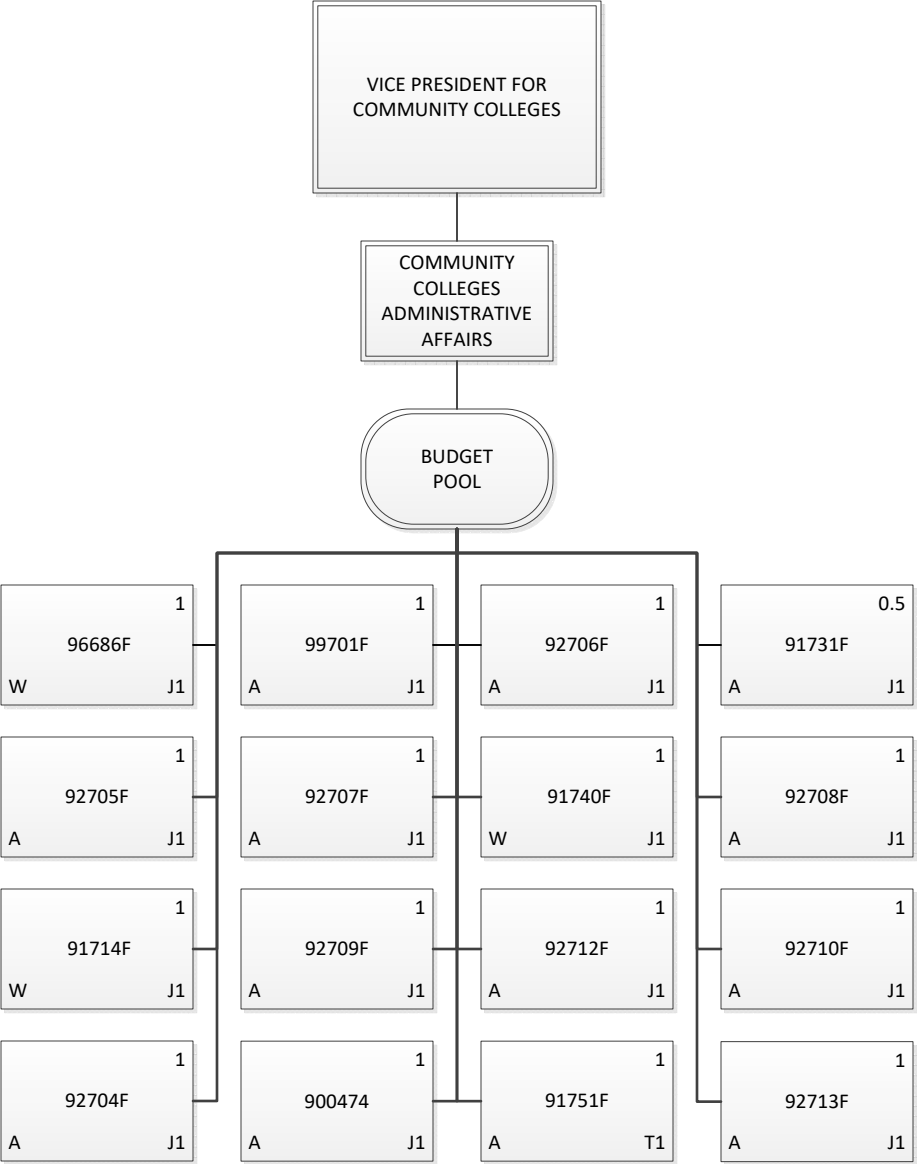 VICE PRESIDENT FOR
COMMUNITY COLLEGES
COMMUNITY
COLLEGES
ADMINISTRATIVE
AFFAIRS
BUDGET
POOL
1
96686F
W J1
1
99701F
A J1
1
92706F
A J1
0.5
91731F
A J1
1
92705F
A J1
1
92707F
A J1
1
91740F
W J1
1
92708F
A J1
1
91714F
W J1
1
92709F
A J1
1
92712F
A J1
1
92710F
A J1
1
92704F
A J1
1
900474
A J1
1
91751F
A T1
1
92713F
A J1